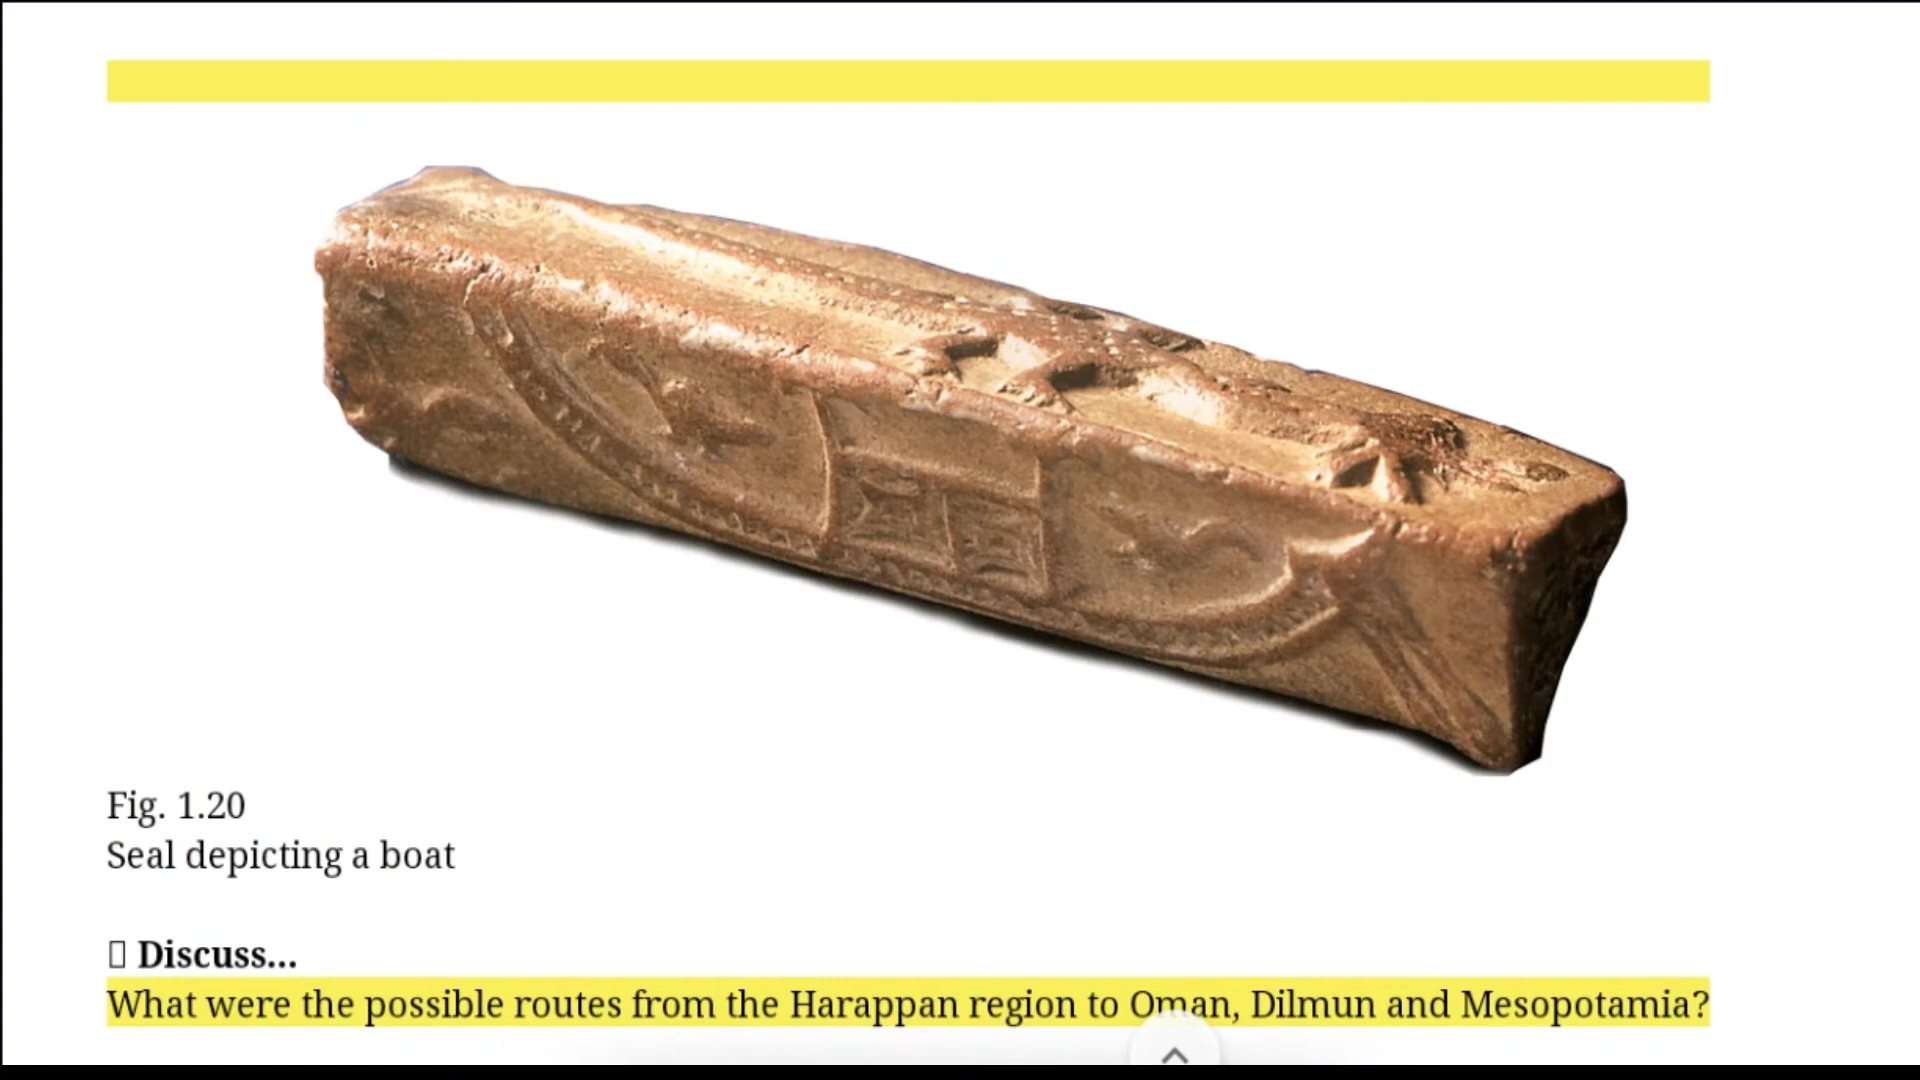 Fig. 1.20
Seal depicting a boat
Discuss...
What were the possible routes from the Harappan region to Oman, Dilmun and Mesopotamia?